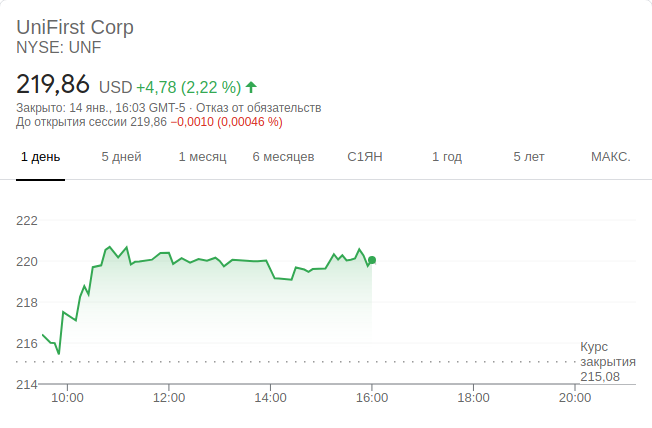 UniFirst Corp
NYSE: UNF
219,86 USD +4,78 (2,22 %)
Закрыто: 14 янв., 16:03 GMT-5 · Отказ от обязательств
До открытия сессии 219,86 −0,0010 (0,00046 %)
1 день 5 дней 1 месяц 6 месяцев С1ЯН 1 год 5 лет МАКС.
222
220
218
216
214
Курс
закрытия
215,08
10:00 12:00 14:00 16:00 18:00 20:00